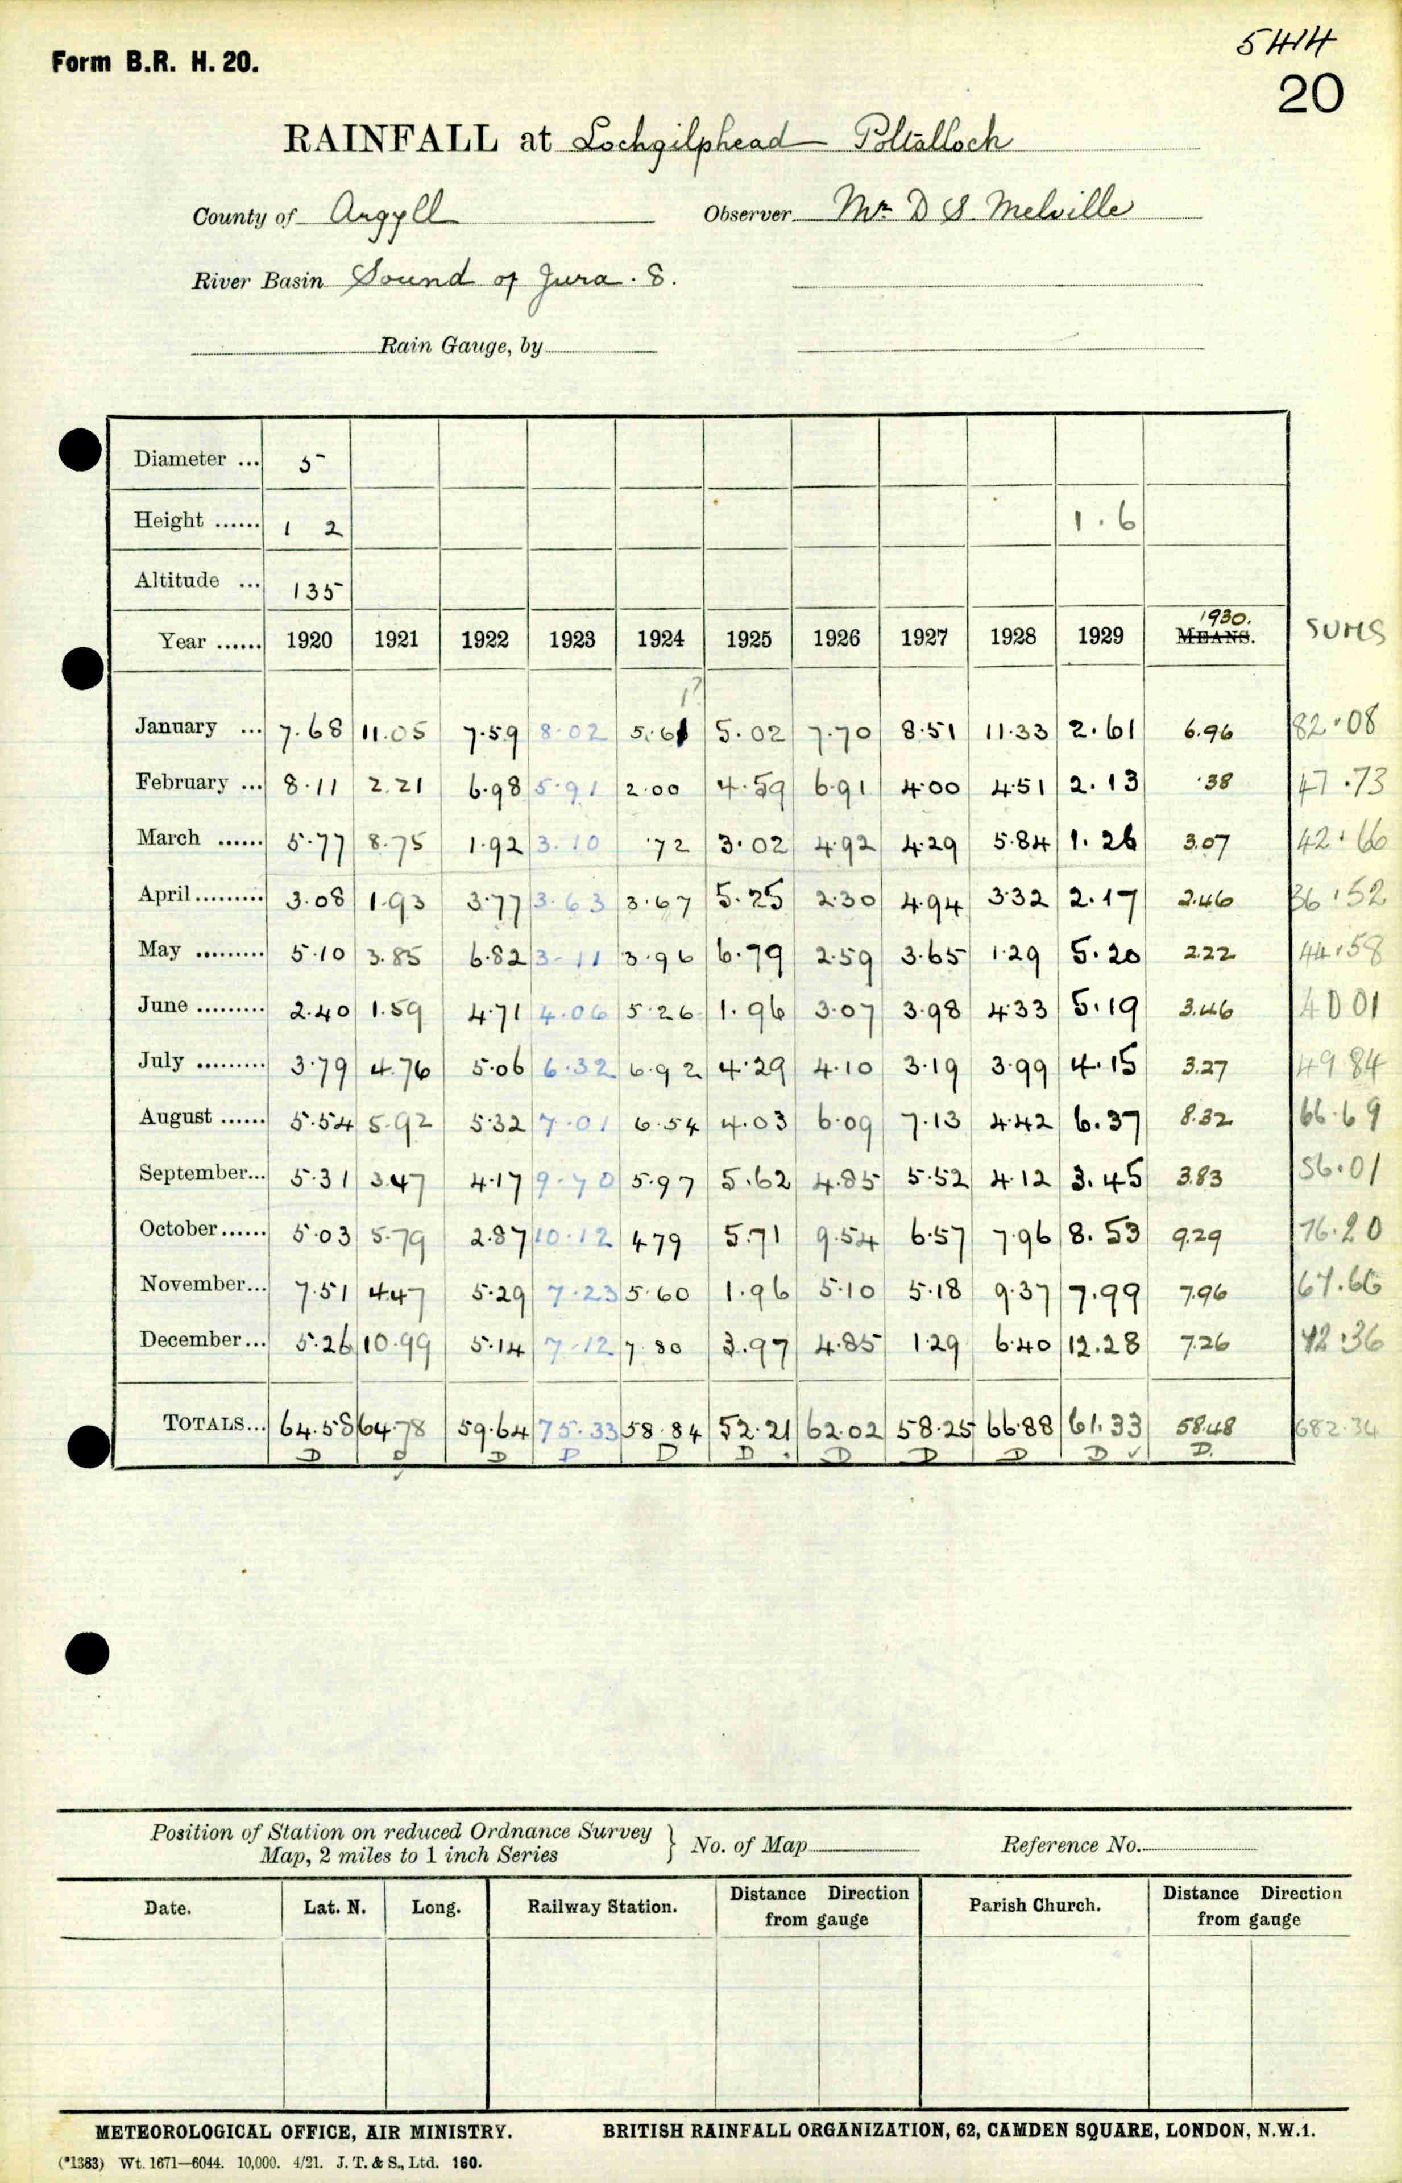 Form B.R. H. 20.
5414
20
RAINFALL at Lochgilphead – Poltalloch
County of Argyll Observer Mr D S. Melville
River Basin Sound of Jura . 8.
Rain Gauge, by
Diameter ... 5
Height ...... 1 2 1.6
Altitude ... 135
Year ...... 1920 1921 1922 1923 1924 1925 1926 1927 1928 1929 1930. MEANS. SUMS
1?
January ... 7.68 11.05 7.59 8.02 5.61 5.02 7.70 8.51 11.33 2.61 6.96 82.08
February ... 8.11 2.21 6.98 5.91 2.00 4.59 6.91 4.00 4.51 2.13 .38 47.73
March ...... 5.77 8.75 1.92 3.10 .72 3.02 4.92 4.29 5.84 1.26 3.07 42.66
April ......... 3.08 1.93 3.77 3.63 3.67 5.25 2.30 4.94 3.32 2.17 2.46 36.52
May ......... 5.10 3.85 6.82 3.11 3.96 6.79 2.59 3.65 1.29 5.20 2.22 44.58
June ......... 2.40 1.59 4.71 4.06 5.26 1.96 3.07 3.98 4.33 5.19 3.46 40 01
July ......... 3.79 4.76 5.06 6.32 6.92 4.29 4.10 3.19 3.99 4.15 3.27 49 84
August ...... 5.54 5.92 5.32 7.01 6.54 4.03 6.09 7.13 4.42 6.37 8.32 66.69
September... 5.31 3.47 4.17 9.70 5.97 5.62 4.85 5.52 4.12 3.45 3.83 56.01
October...... 5.03 5.79 2.87 10.12 4.79 5.71 9.54 6.57 7.96 8.53 9.29 76.20
November... 7.51 4.47 5.29 7.23 5.60 1.96 5.10 5.18 9.37 7.99 7.96 67.66
December... 5.26 10.99 5.14 7.12 7.80 3.97 4.85 1.29 6.40 12.28 7.26 72.36
TOTALS... 64.58 64.78 59.64 75.33 58.84 52.21 62.02 58.25 66.88 61.33 58.48 682.34
D D D D D D D D D D ✓ D.
Position of Station on reduced Ordnance Survey
Map, 2 miles to 1 inch Series } No. of Map Reference No.
Date. Lat. N. Long. Railway Station. Distance Direction from gauge Parish Church. Distance Direction from gauge
METEOROLOGICAL OFFICE, AIR MINISTRY. BRITISH RAINFALL ORGANIZATION, 62, CAMDEN SQUARE, LONDON, N.W.1.
(*1383) Wt. 1671—6044. 10,000. 4/21. J. T. & S., Ltd. 160.